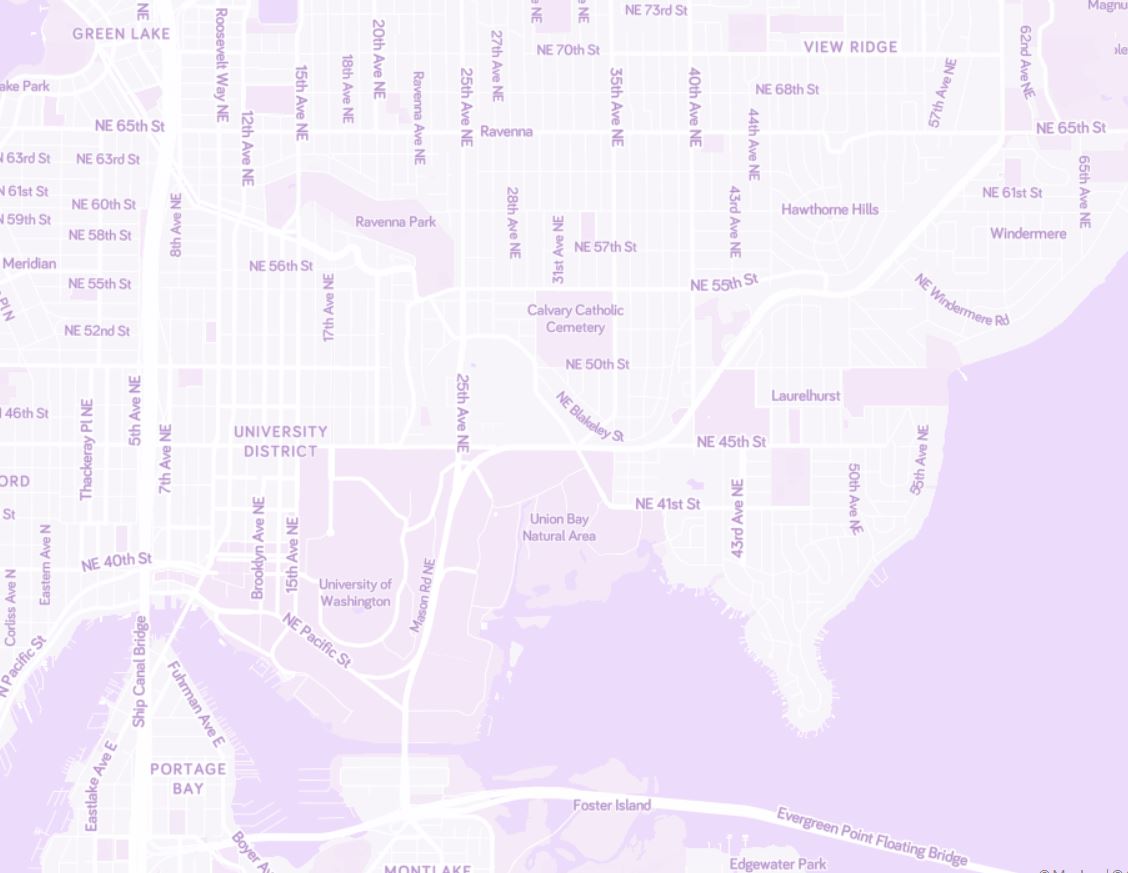 NE
NE
NE
NE 73rd St
Magnu
GREEN LAKE
Roosevelt Way NE
20th Ave NE
27th Ave NE
NE 70th St
VIEW RIDGE
62nd Ave NE
15th Ave NE
18th Ave NE
Ravenna Ave NE
25th Ave NE
35th Ave NE
40th Ave NE
NE 68th St
57th Ave NE
ake Park
12th Ave NE
44th Ave NE
NE 65th St
Ravenna
NE 65th St
N 63rd St
NE 63rd St
65th Ave NE
N 61st St
NE 60th St
8th Ave NE
28th Ave NE
43rd Ave NE
NE 61st St
N 59th St
Ravenna Park
31st Ave NE
Hawthorne Hills
NE 58th St
NE 57th St
Windermere
Meridian
NE 56th St
NE 55th St
17th Ave NE
NE 55th St
NE Windermere Rd
Pl N
Calvary Catholic
Cemetery
NE 52nd St
NE 50th St
5th Ave NE
25th Ave NE
NE Blakeley St
Laurelhurst
46th St
Thackeray Pl NE
7th Ave NE
UNIVERSITY
DISTRICT
NE 45th St
55th Ave NE
ORD
50th Ave NE
St
Brooklyn Ave NE
15th Ave NE
Union Bay
Natural Area
NE 41st St
43rd Ave NE
Eastern Ave N
NE 40th St
Corliss Ave N
University of
Washington
Mason Rd NE
N Pacific St
Ship Canal Bridge
NE Pacific St
Fuhrman Ave E
PORTAGE
BAY
Eastlake Ave E
Foster Island
Evergreen Point Floating Bridge
Boyer Av
MONTLAKE
Edgewater Park